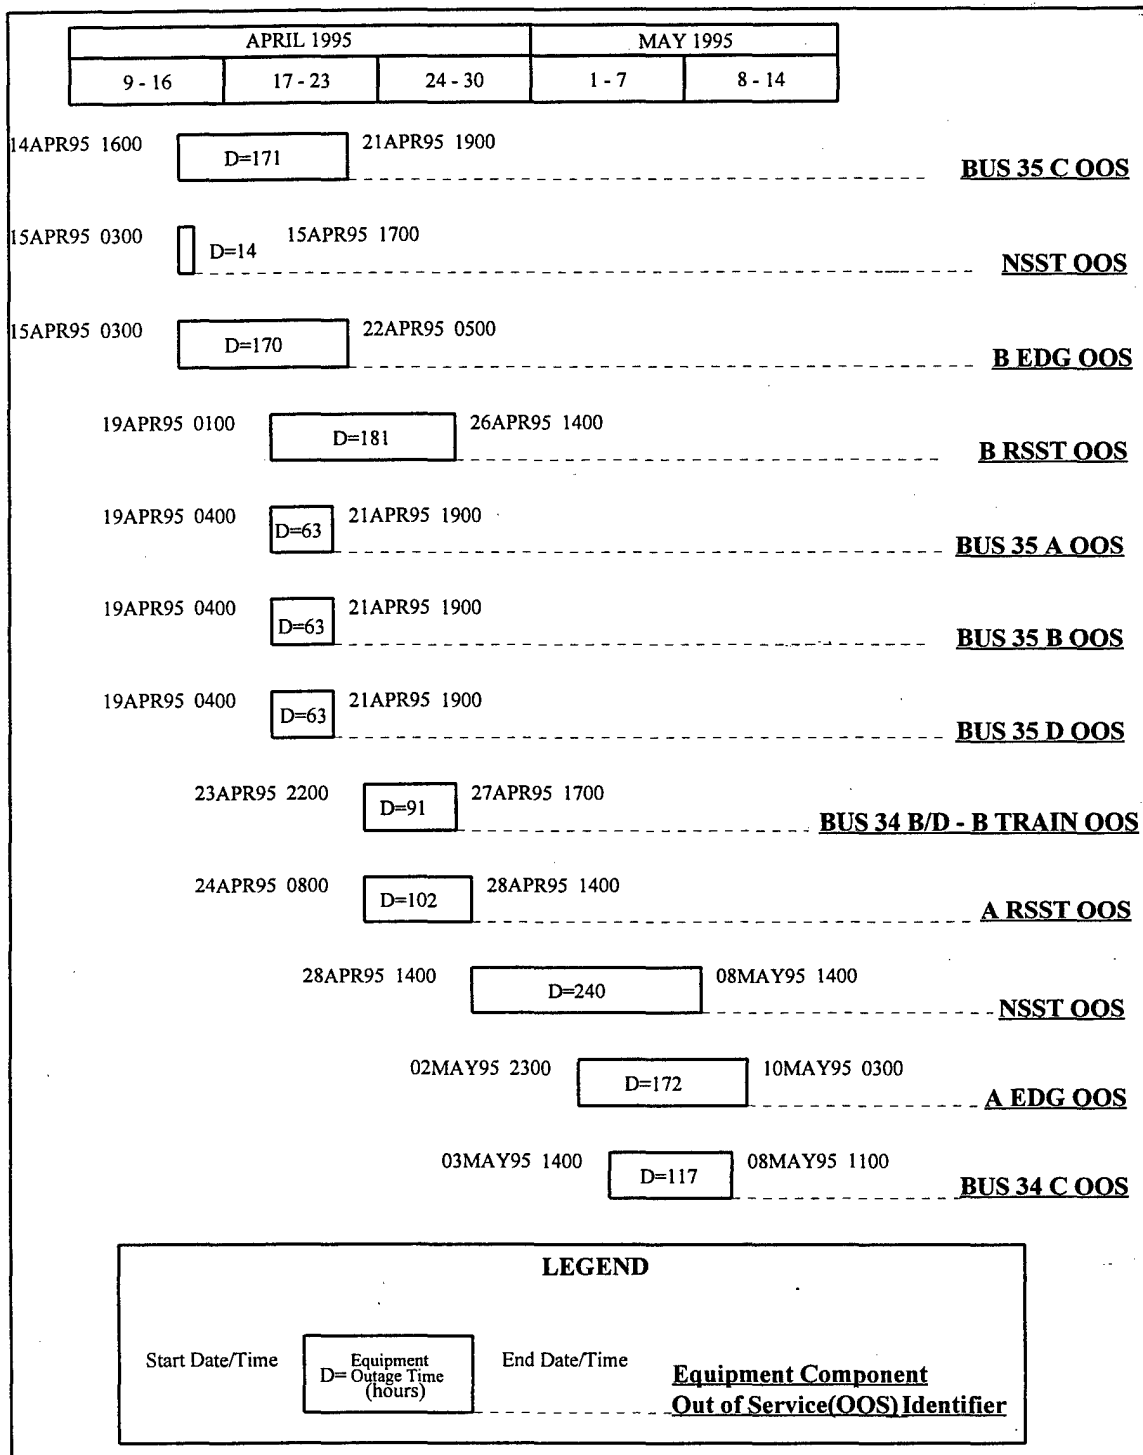 APRIL 1995 MAY 1995
9 - 16 17 - 23 24 - 30 1 - 7 8 - 14
14APR95 1600 D=171 21APR95 1900
BUS 35 C OOS
15APR95 0300 D=14 15APR95 1700
NSST OOS
15APR95 0300 D=170 22APR95 0500
B EDG OOS
19APR95 0100 D=181 26APR95 1400
B RSST OOS
19APR95 0400 D=63 21APR95 1900
BUS 35 A OOS
19APR95 0400 D=63 21APR95 1900
BUS 35 B OOS
19APR95 0400 D=63 21APR95 1900
BUS 35 D OOS
23APR95 2200 D=91 27APR95 1700
BUS 34 B/D - B TRAIN OOS
24APR95 0800 D=102 28APR95 1400
A RSST OOS
28APR95 1400 D=240 08MAY95 1400
NSST OOS
02MAY95 2300 D=172 10MAY95 0300
A EDG OOS
03MAY95 1400 D=117 08MAY95 1100
BUS 34 C OOS
LEGEND
Start Date/Time D= Equipment Outage Time (hours) End Date/Time
Equipment Component
Out of Service(OOS) Identifier